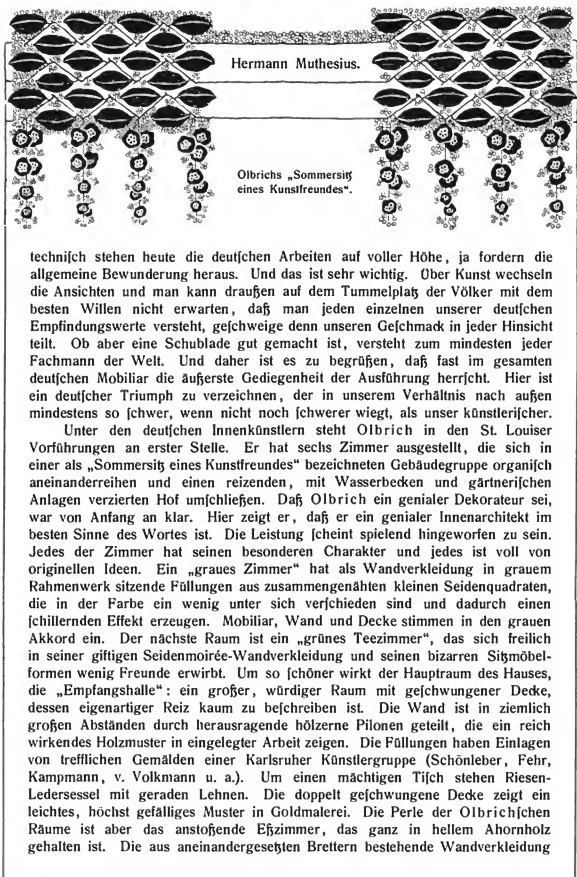 Hermann Muthesius.
Olbrichs „Sommersitz
eines Kunstfreundes“.
techniſch stehen heute die deutſchen Arbeiten auf voller Höhe, ja fordern die
allgemeine Bewunderung heraus. Und das ist sehr wichtig. Über Kunst wechseln
die Ansichten und man kann draußen auf dem Tummelplatz der Völker mit dem
besten Willen nicht erwarten, daß man jeden einzelnen unserer deutſchen
Empfindungswerte versteht, geſchweige denn unseren Geſchmack in jeder Hinsicht
teilt. Ob aber eine Schublade gut gemacht ist, versteht zum mindesten jeder
Fachmann der Welt. Und daher ist es zu begrüßen, daß fast im gesamten
deutſchen Mobiliar die äußerste Gediegenheit der Ausführung herrſcht. Hier ist
ein deutſcher Triumph zu verzeichnen, der in unserem Verhältnis nach außen
mindestens so ſchwer, wenn nicht noch ſchwerer wiegt, als unser künstleriſcher.
Unter den deutſchen Innenkünstlern steht Olbrich in den St. Louiser
Vorführungen an erster Stelle. Er hat sechs Zimmer ausgestellt, die sich in
einer als „Sommersitz eines Kunstfreundes“ bezeichneten Gebäudegruppe organiſch
aneinanderreihen und einen reizenden, mit Wasserbecken und gärtneriſchen
Anlagen verzierten Hof umſchließen. Daß Olbrich ein genialer Dekorateur sei,
war von Anfang an klar. Hier zeigt er, daß er ein genialer Innenarchitekt im
besten Sinne des Wortes ist. Die Leistung ſcheint spielend hingeworfen zu sein.
Jedes der Zimmer hat seinen besonderen Charakter und jedes ist voll von
originellen Ideen. Ein „graues Zimmer“ hat als Wandverkleidung in grauem
Rahmenwerk sitzende Füllungen aus zusammengenähten kleinen Seidenquadraten,
die in der Farbe ein wenig unter sich verſchieden sind und dadurch einen
ſchillernden Effekt erzeugen. Mobiliar, Wand und Decke stimmen in den grauen
Akkord ein. Der nächste Raum ist ein „grünes Teezimmer“, das sich freilich
in seiner giftigen Seidenmoirée-Wandverkleidung und seinen bizarren Sitzmöbel-
formen wenig Freunde erwirbt. Um so ſchöner wirkt der Hauptraum des Hauses,
die „Empfangshalle“: ein großer, würdiger Raum mit geſchwungener Decke,
dessen eigenartiger Reiz kaum zu beſchreiben ist. Die Wand ist in ziemlich
großen Abständen durch herausragende hölzerne Pilonen geteilt, die ein reich
wirkendes Holzmuster in eingelegter Arbeit zeigen. Die Füllungen haben Einlagen
von trefflichen Gemälden einer Karlsruher Künstlergruppe (Schönleber, Fehr,
Kampmann, v. Volkmann u. a.). Um einen mächtigen Tiſch stehen Riesen-
Ledersessel mit geraden Lehnen. Die doppelt geſchwungene Decke zeigt ein
leichtes, höchst gefälliges Muster in Goldmalerei. Die Perle der Olbrichſchen
Räume ist aber das anstoßende Eßzimmer, das ganz in hellem Ahornholz
gehalten ist. Die aus aneinandergesetzten Brettern bestehende Wandverkleidung